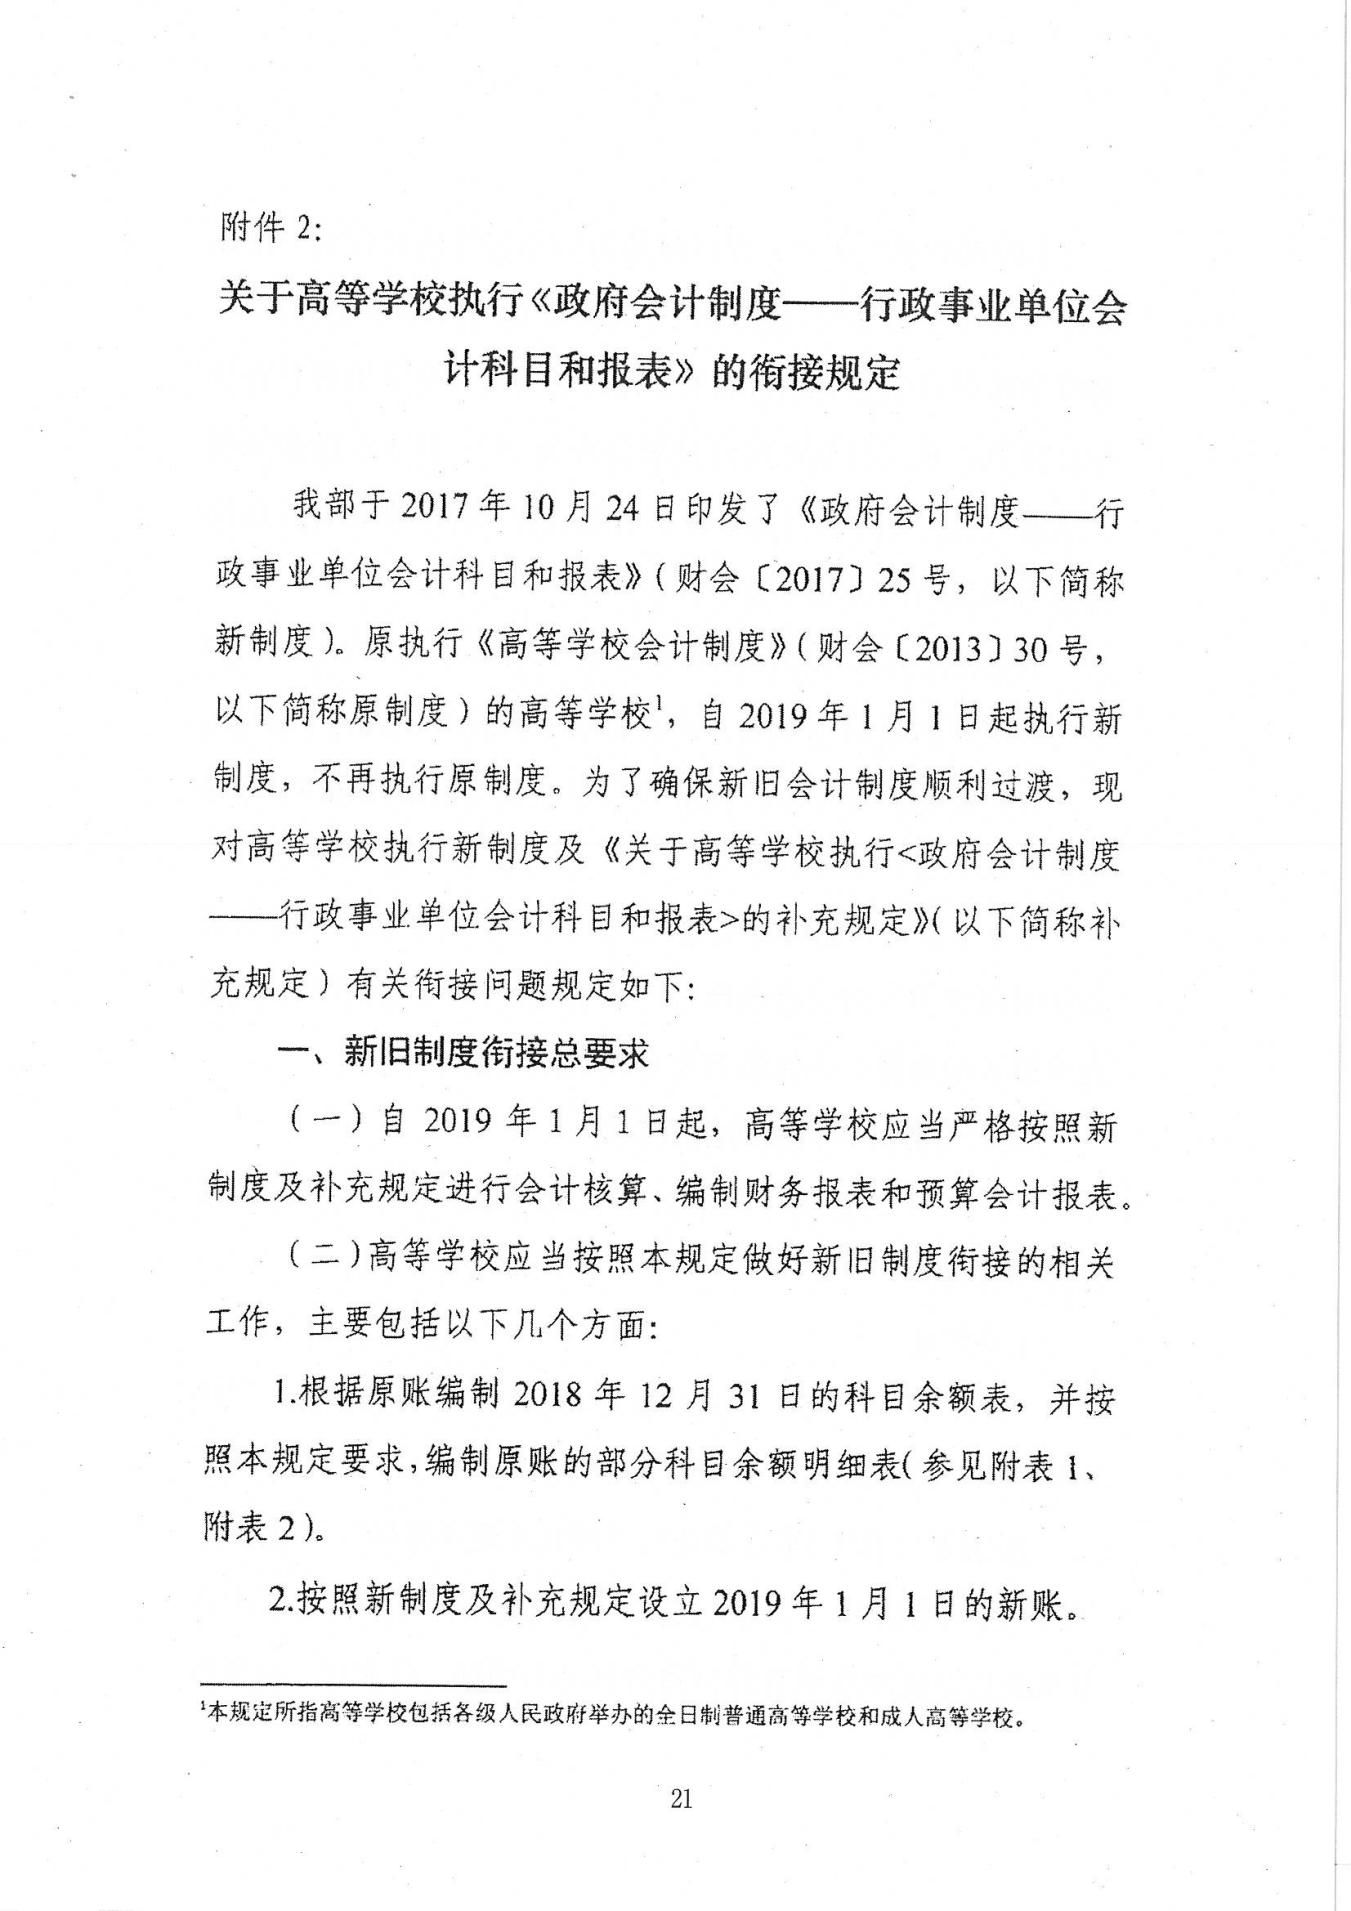 附件 2:
关于高等学校执行《政府会计制度——行政事业单位会
计科目和报表》的衔接规定
我部于 2017 年 10 月 24 日印发了《政府会计制度——行
政事业单位会计科目和报表》(财会〔2017〕25 号，以下简称
新制度)。原执行《高等学校会计制度》(财会〔2013〕30 号，
以下简称原制度)的高等学校¹，自 2019 年 1 月 1 日起执行新
制度，不再执行原制度。为了确保新旧会计制度顺利过渡，现
对高等学校执行新制度及《关于高等学校执行<政府会计制度
——行政事业单位会计科目和报表>的补充规定》(以下简称补
充规定)有关衔接问题规定如下:
一、新旧制度衔接总要求
(一)自 2019 年 1 月 1 日起，高等学校应当严格按照新
制度及补充规定进行会计核算、编制财务报表和预算会计报表。
(二)高等学校应当按照本规定做好新旧制度衔接的相关
工作，主要包括以下几个方面:
1.根据原账编制 2018 年 12 月 31 日的科目余额表，并按
照本规定要求，编制原账的部分科目余额明细表(参见附表 1、
附表 2)。
2.按照新制度及补充规定设立 2019 年 1 月 1 日的新账。
¹本规定所指高等学校包括各级人民政府举办的全日制普通高等学校和成人高等学校。
21